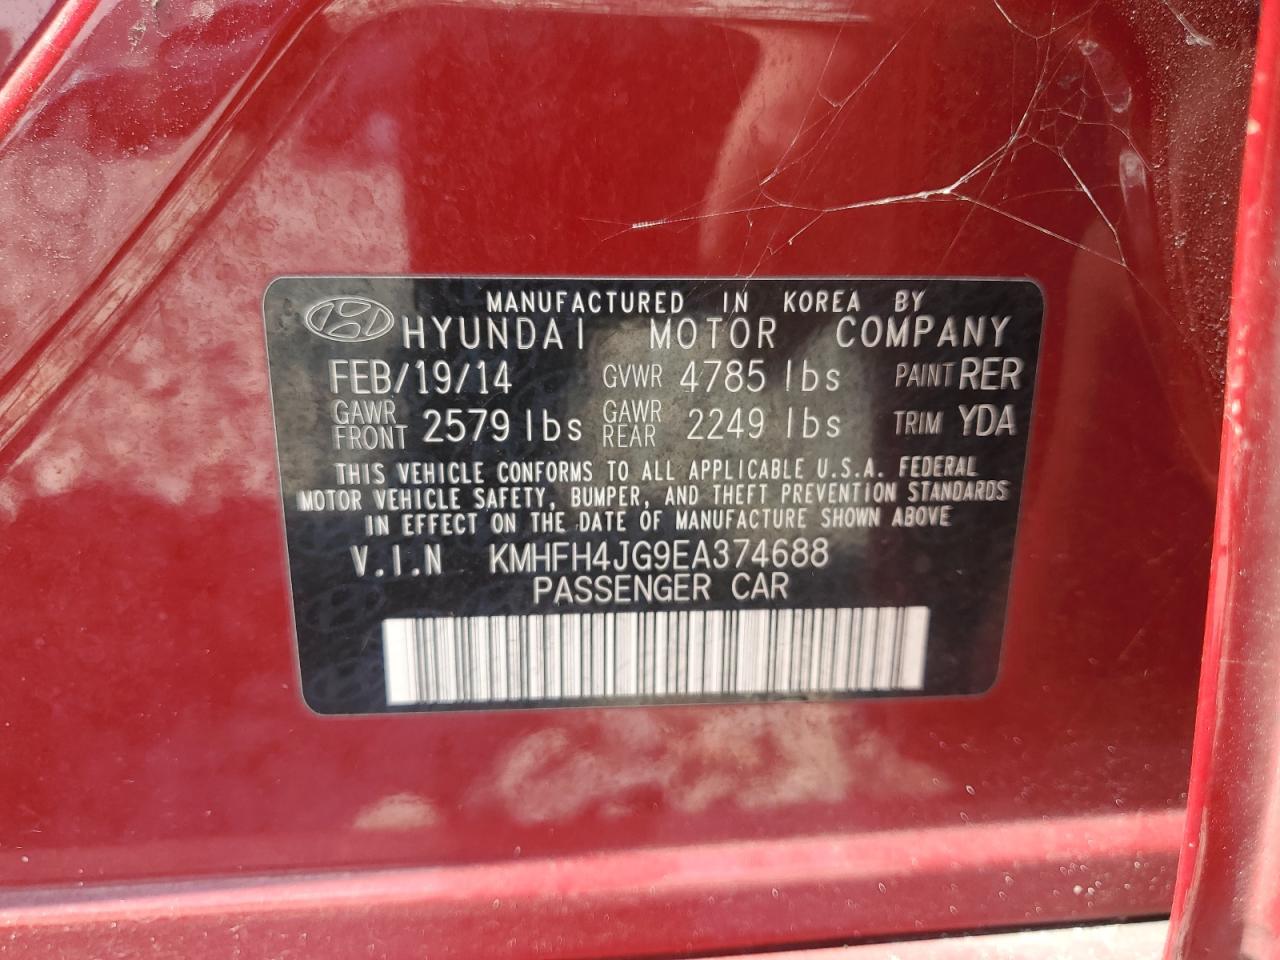 MANUFACTURED IN KOREA BY
HYUNDAI MOTOR COMPANY
FEB/19/14 GVWR 4785 lbs PAINT RER
GAWR FRONT 2579 lbs GAWR REAR 2249 lbs TRIM YDA
THIS VEHICLE CONFORMS TO ALL APPLICABLE U.S.A. FEDERAL
MOTOR VEHICLE SAFETY, BUMPER, AND THEFT PREVENTION STANDARDS
IN EFFECT ON THE DATE OF MANUFACTURE SHOWN ABOVE
V.I.N KMHFH4JG9EA374688
PASSENGER CAR